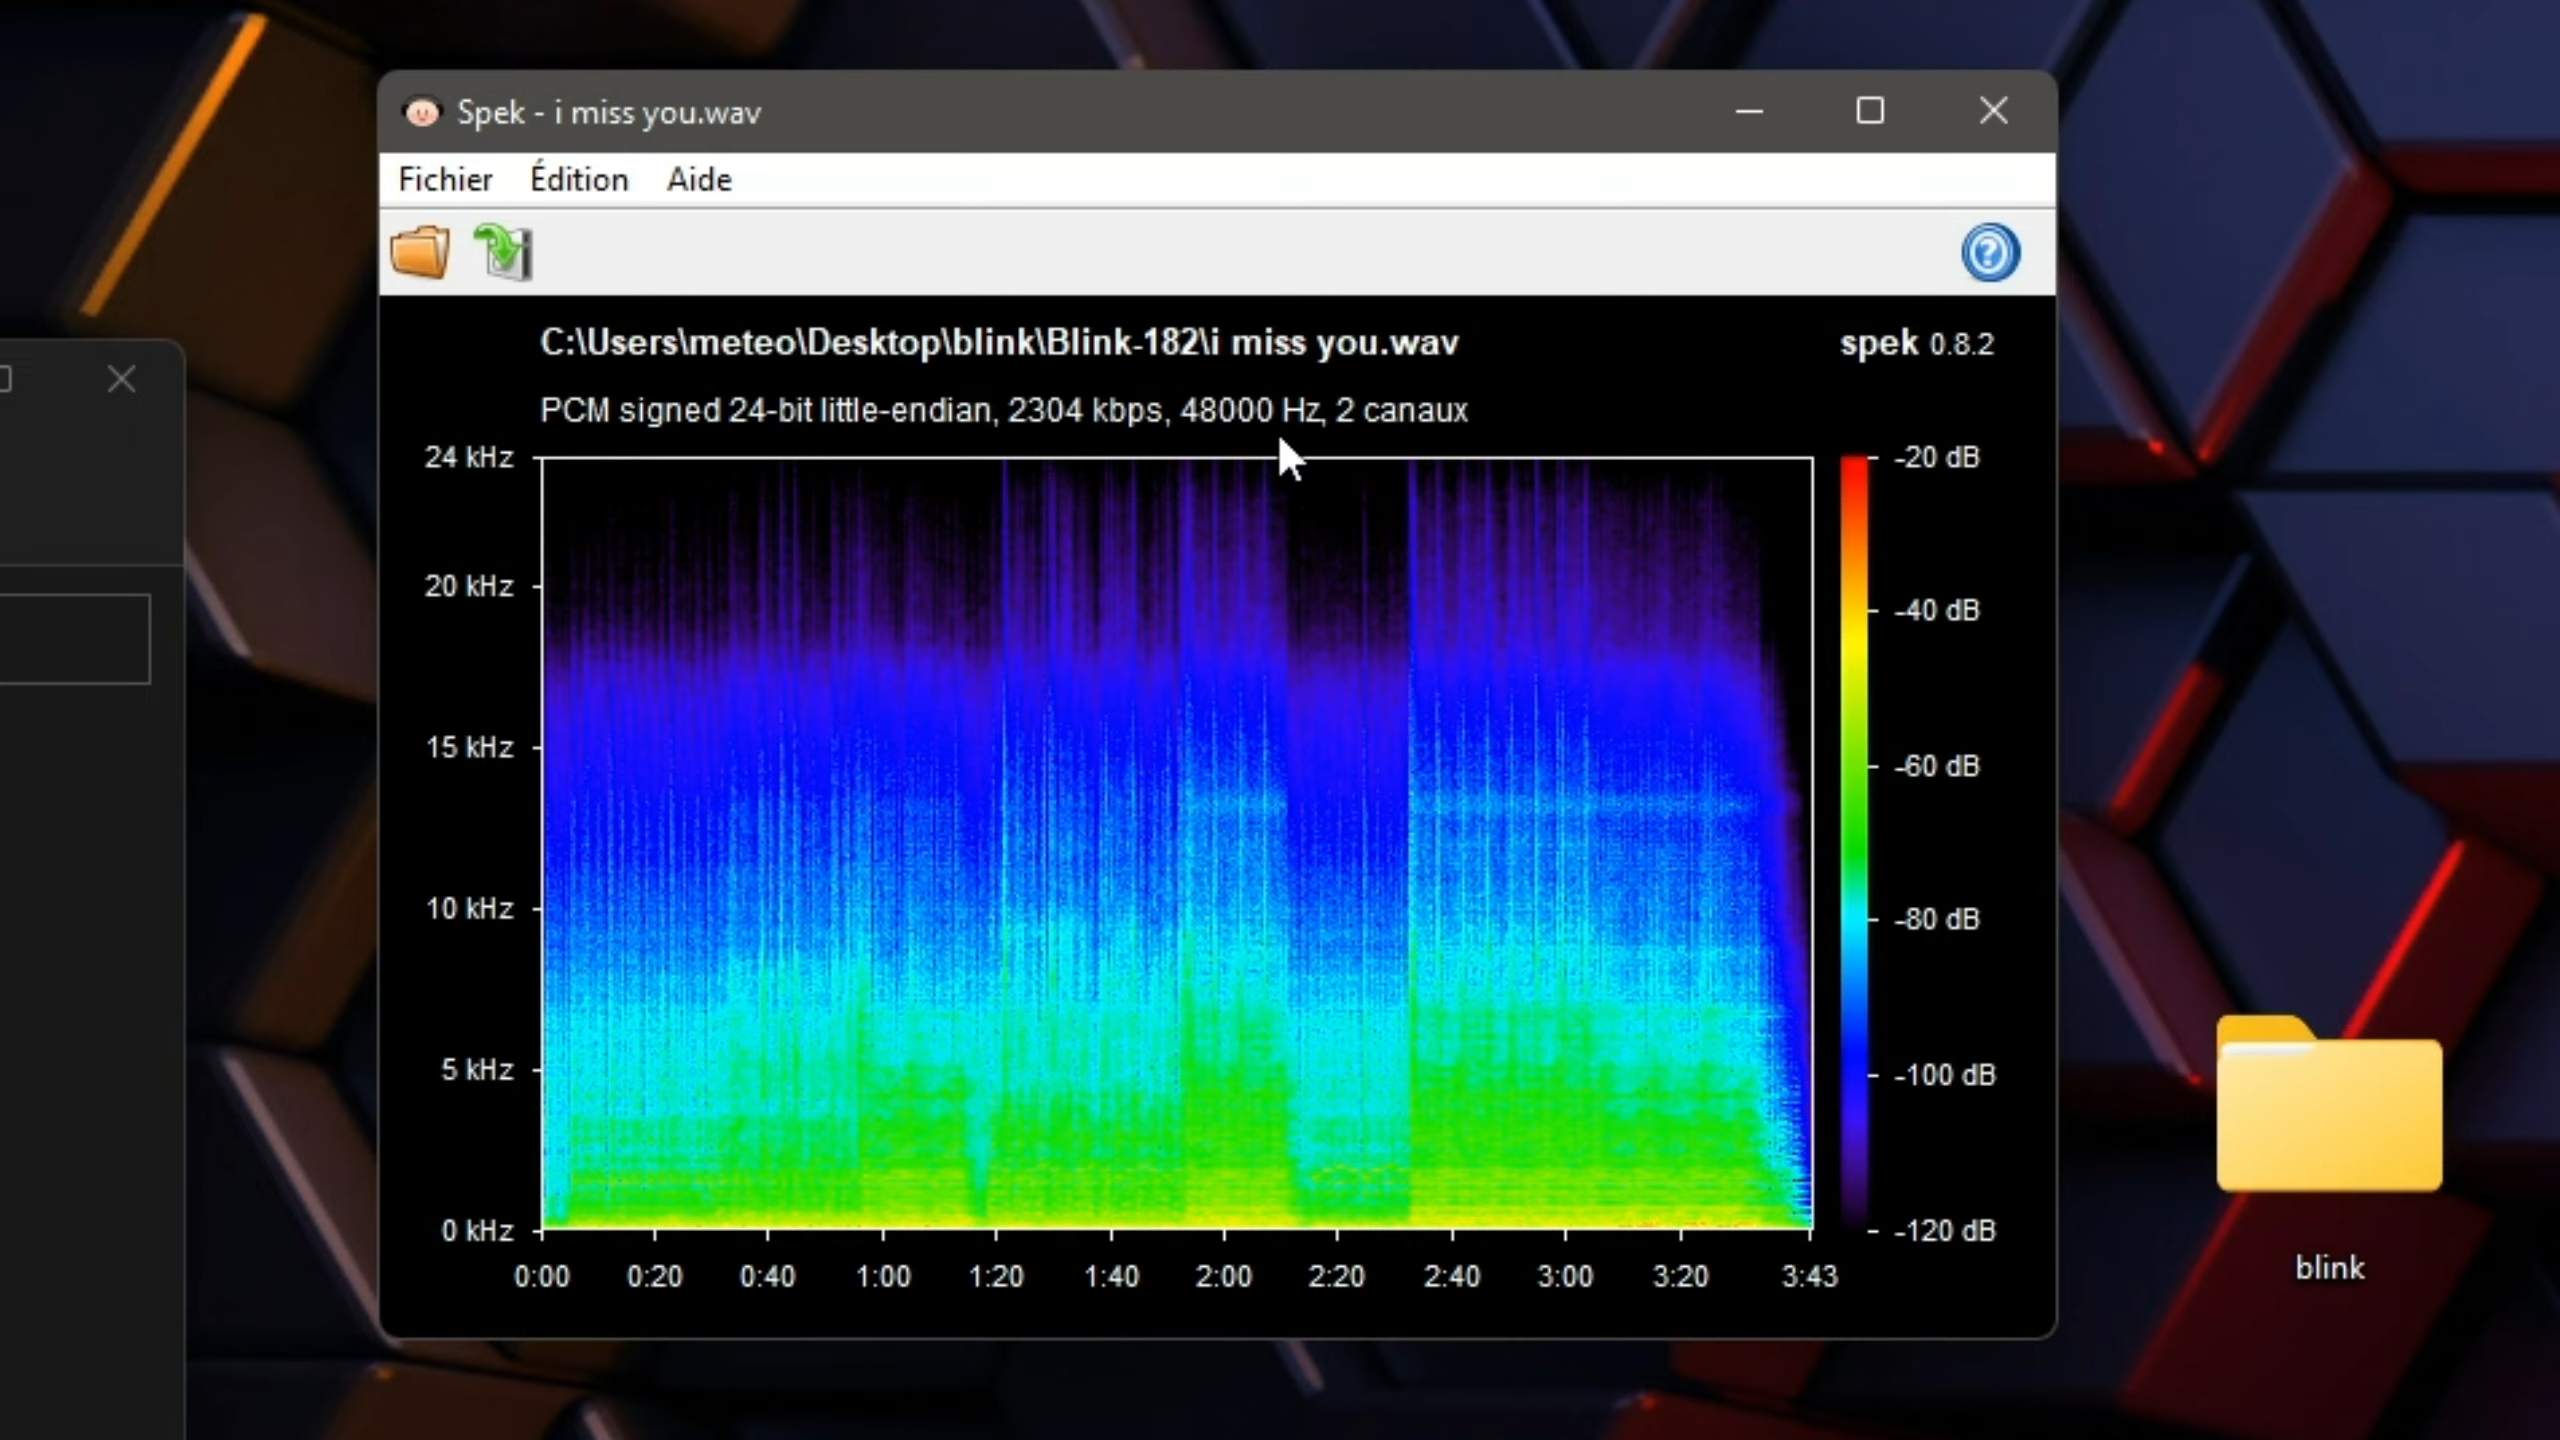 Spek - i miss you.wav
Fichier Édition Aide
C:\Users\meteo\Desktop\blink\Blink-182\i miss you.wav
spek 0.8.2
PCM signed 24-bit little-endian, 2304 kbps, 48000 Hz, 2 canaux
24 kHz
20 kHz
15 kHz
10 kHz
5 kHz
0 kHz
-20 dB
-40 dB
-60 dB
-80 dB
-100 dB
-120 dB
0:00 0:20 0:40 1:00 1:20 1:40 2:00 2:20 2:40 3:00 3:20 3:43
blink